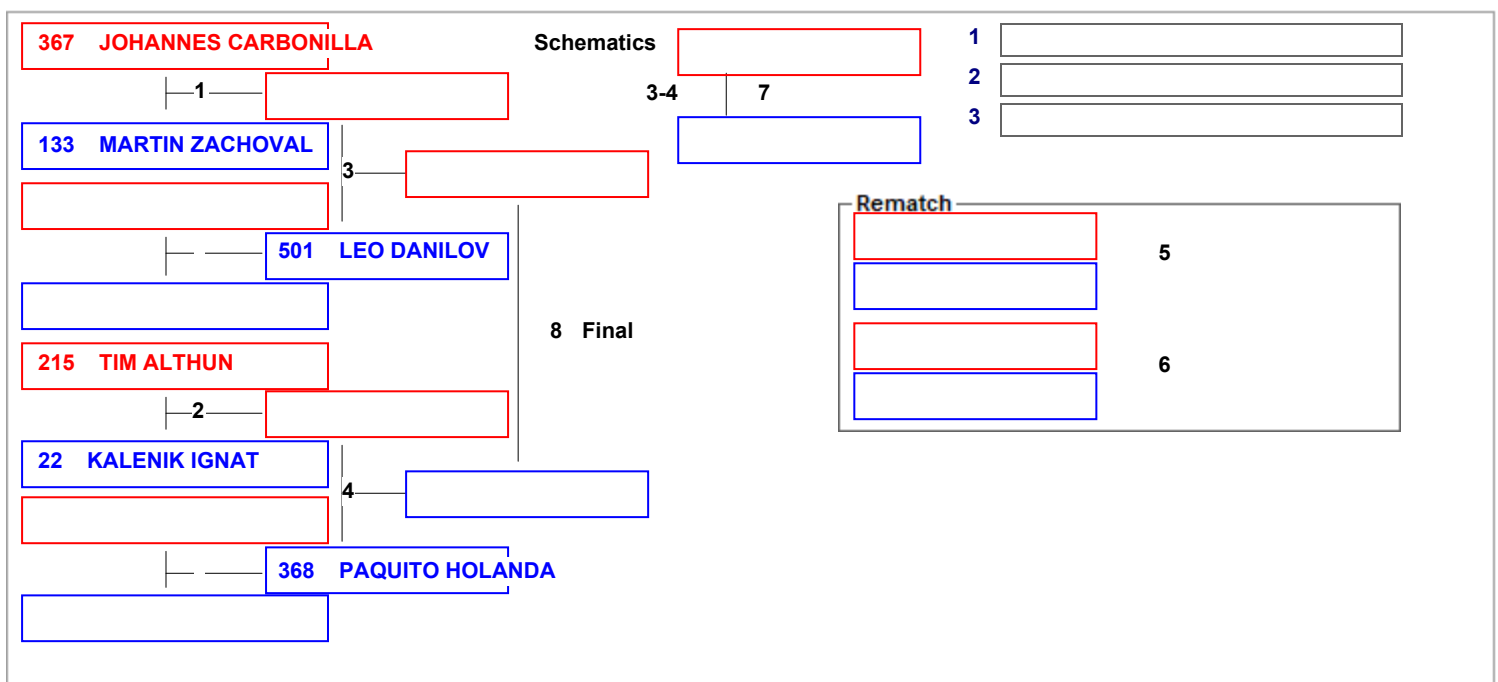 367 JOHANNES CARBONILLA
1
133 MARTIN ZACHOVAL
3
501 LEO DANILOV
8 Final
215 TIM ALTHUN
2
22 KALENIK IGNAT
4
368 PAQUITO HOLANDA
Schematics
3-4 7
1
2
3
Rematch
5
6